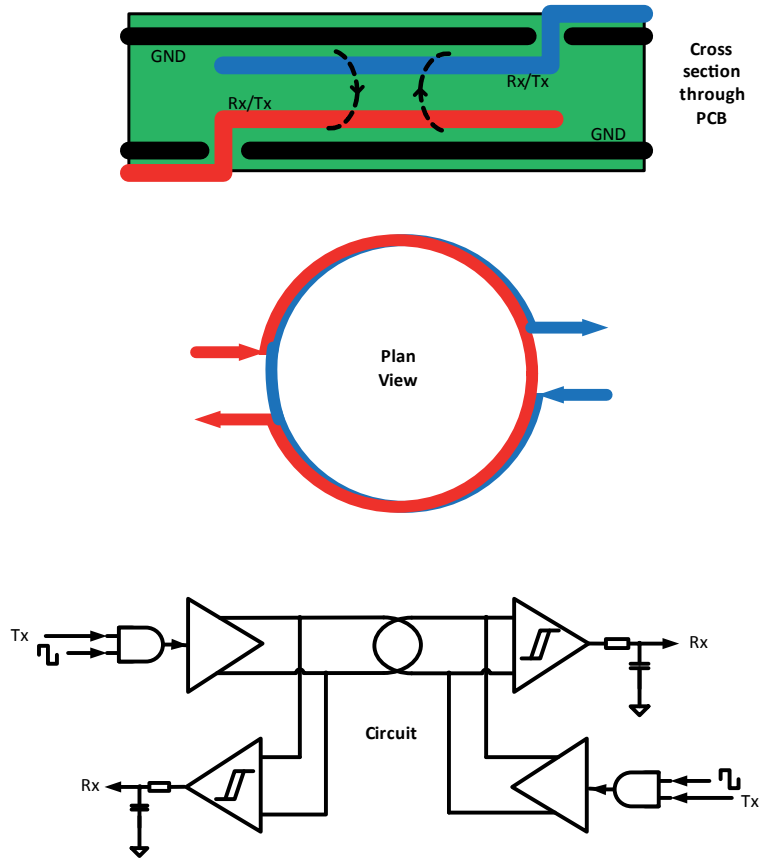 GND
Rx/Tx
Rx/Tx
GND
Cross
section
through
PCB
Plan
View
Tx
Rx
Circuit
Rx
Tx